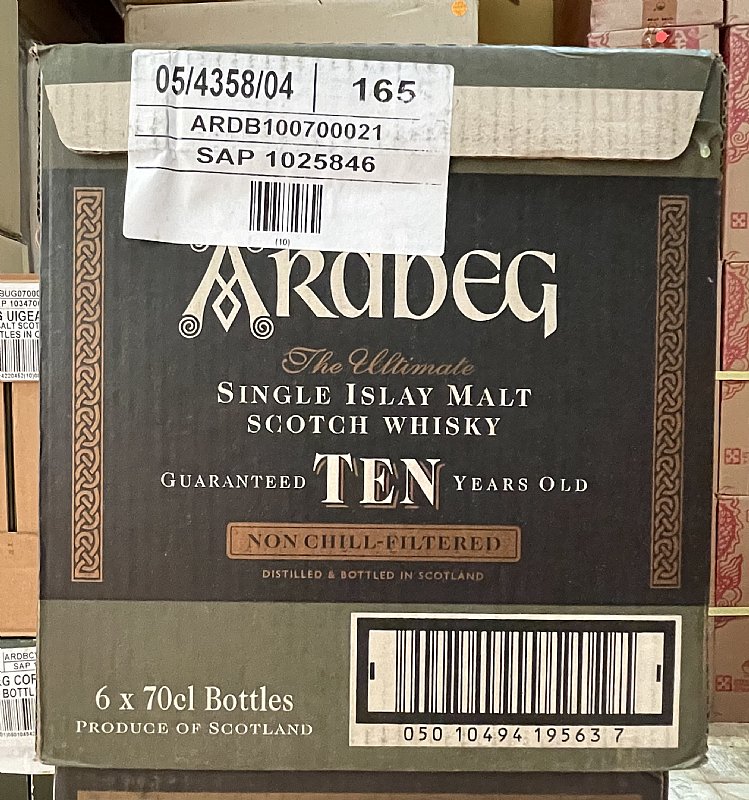 05/4358/04 165
ARDB100700021
SAP 1025846
(10)
ARDBEG
The Ultimate
SINGLE ISLAY MALT
SCOTCH WHISKY
GUARANTEED TEN YEARS OLD
NON CHILL-FILTERED
DISTILLED & BOTTLED IN SCOTLAND
6 x 70cl Bottles
PRODUCE OF SCOTLAND
050 10494 19563 7